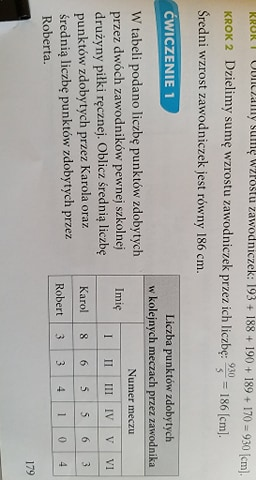 KROK 1 Obliczamy sumę wzrostu zawodniczek: 193 + 188 + 190 + 189 + 170 = 930 [cm].
KROK 2 Dzielimy sumę wzrostu zawodniczek przez ich liczbę: 930/5 = 186 [cm].
Średni wzrost zawodniczek jest równy 186 cm.
ĆWICZENIE 1
W tabeli podano liczbę punktów zdobytych
przez dwóch zawodników pewnej szkolnej
drużyny piłki ręcznej. Oblicz średnią liczbę
punktów zdobytych przez Karola oraz
średnią liczbę punktów zdobytych przez
Roberta.
Liczba punktów zdobytych
w kolejnych meczach przez zawodnika
Imię Numer meczu
I II III IV V VI
Karol 8 6 5 5 6 3
Robert 3 3 4 1 0 4
179